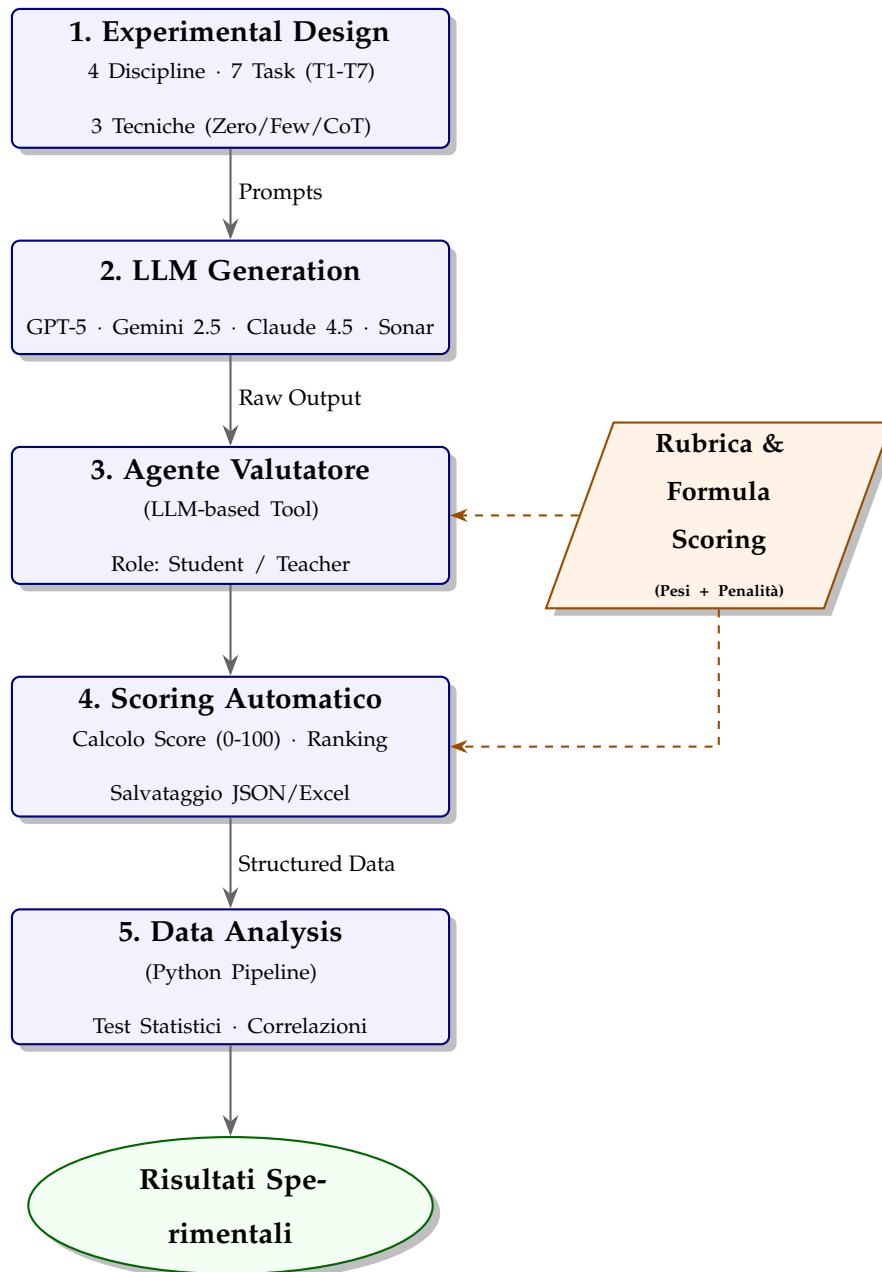 1. Experimental Design
4 Discipline · 7 Task (T1-T7)
3 Tecniche (Zero/Few/CoT)
Prompts
2. LLM Generation
GPT-5 · Gemini 2.5 · Claude 4.5 · Sonar
Raw Output
3. Agente Valutatore
(LLM-based Tool)
Role: Student / Teacher
Rubrica &
Formula
Scoring
(Pesi + Penalità)
4. Scoring Automatico
Calcolo Score (0-100) · Ranking
Salvataggio JSON/Excel
Structured Data
5. Data Analysis
(Python Pipeline)
Test Statistici · Correlazioni
Risultati Spe-
rimentali